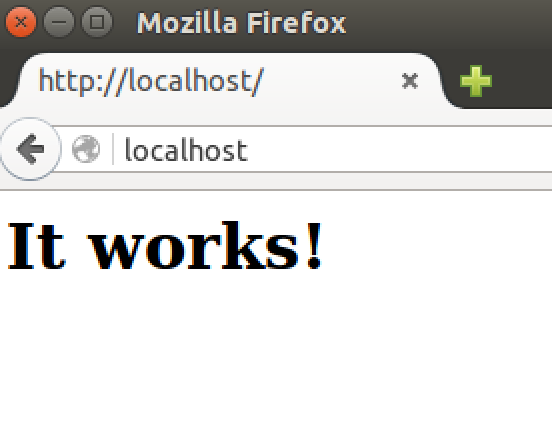 Mozilla Firefox
http://localhost/
localhost
It works!